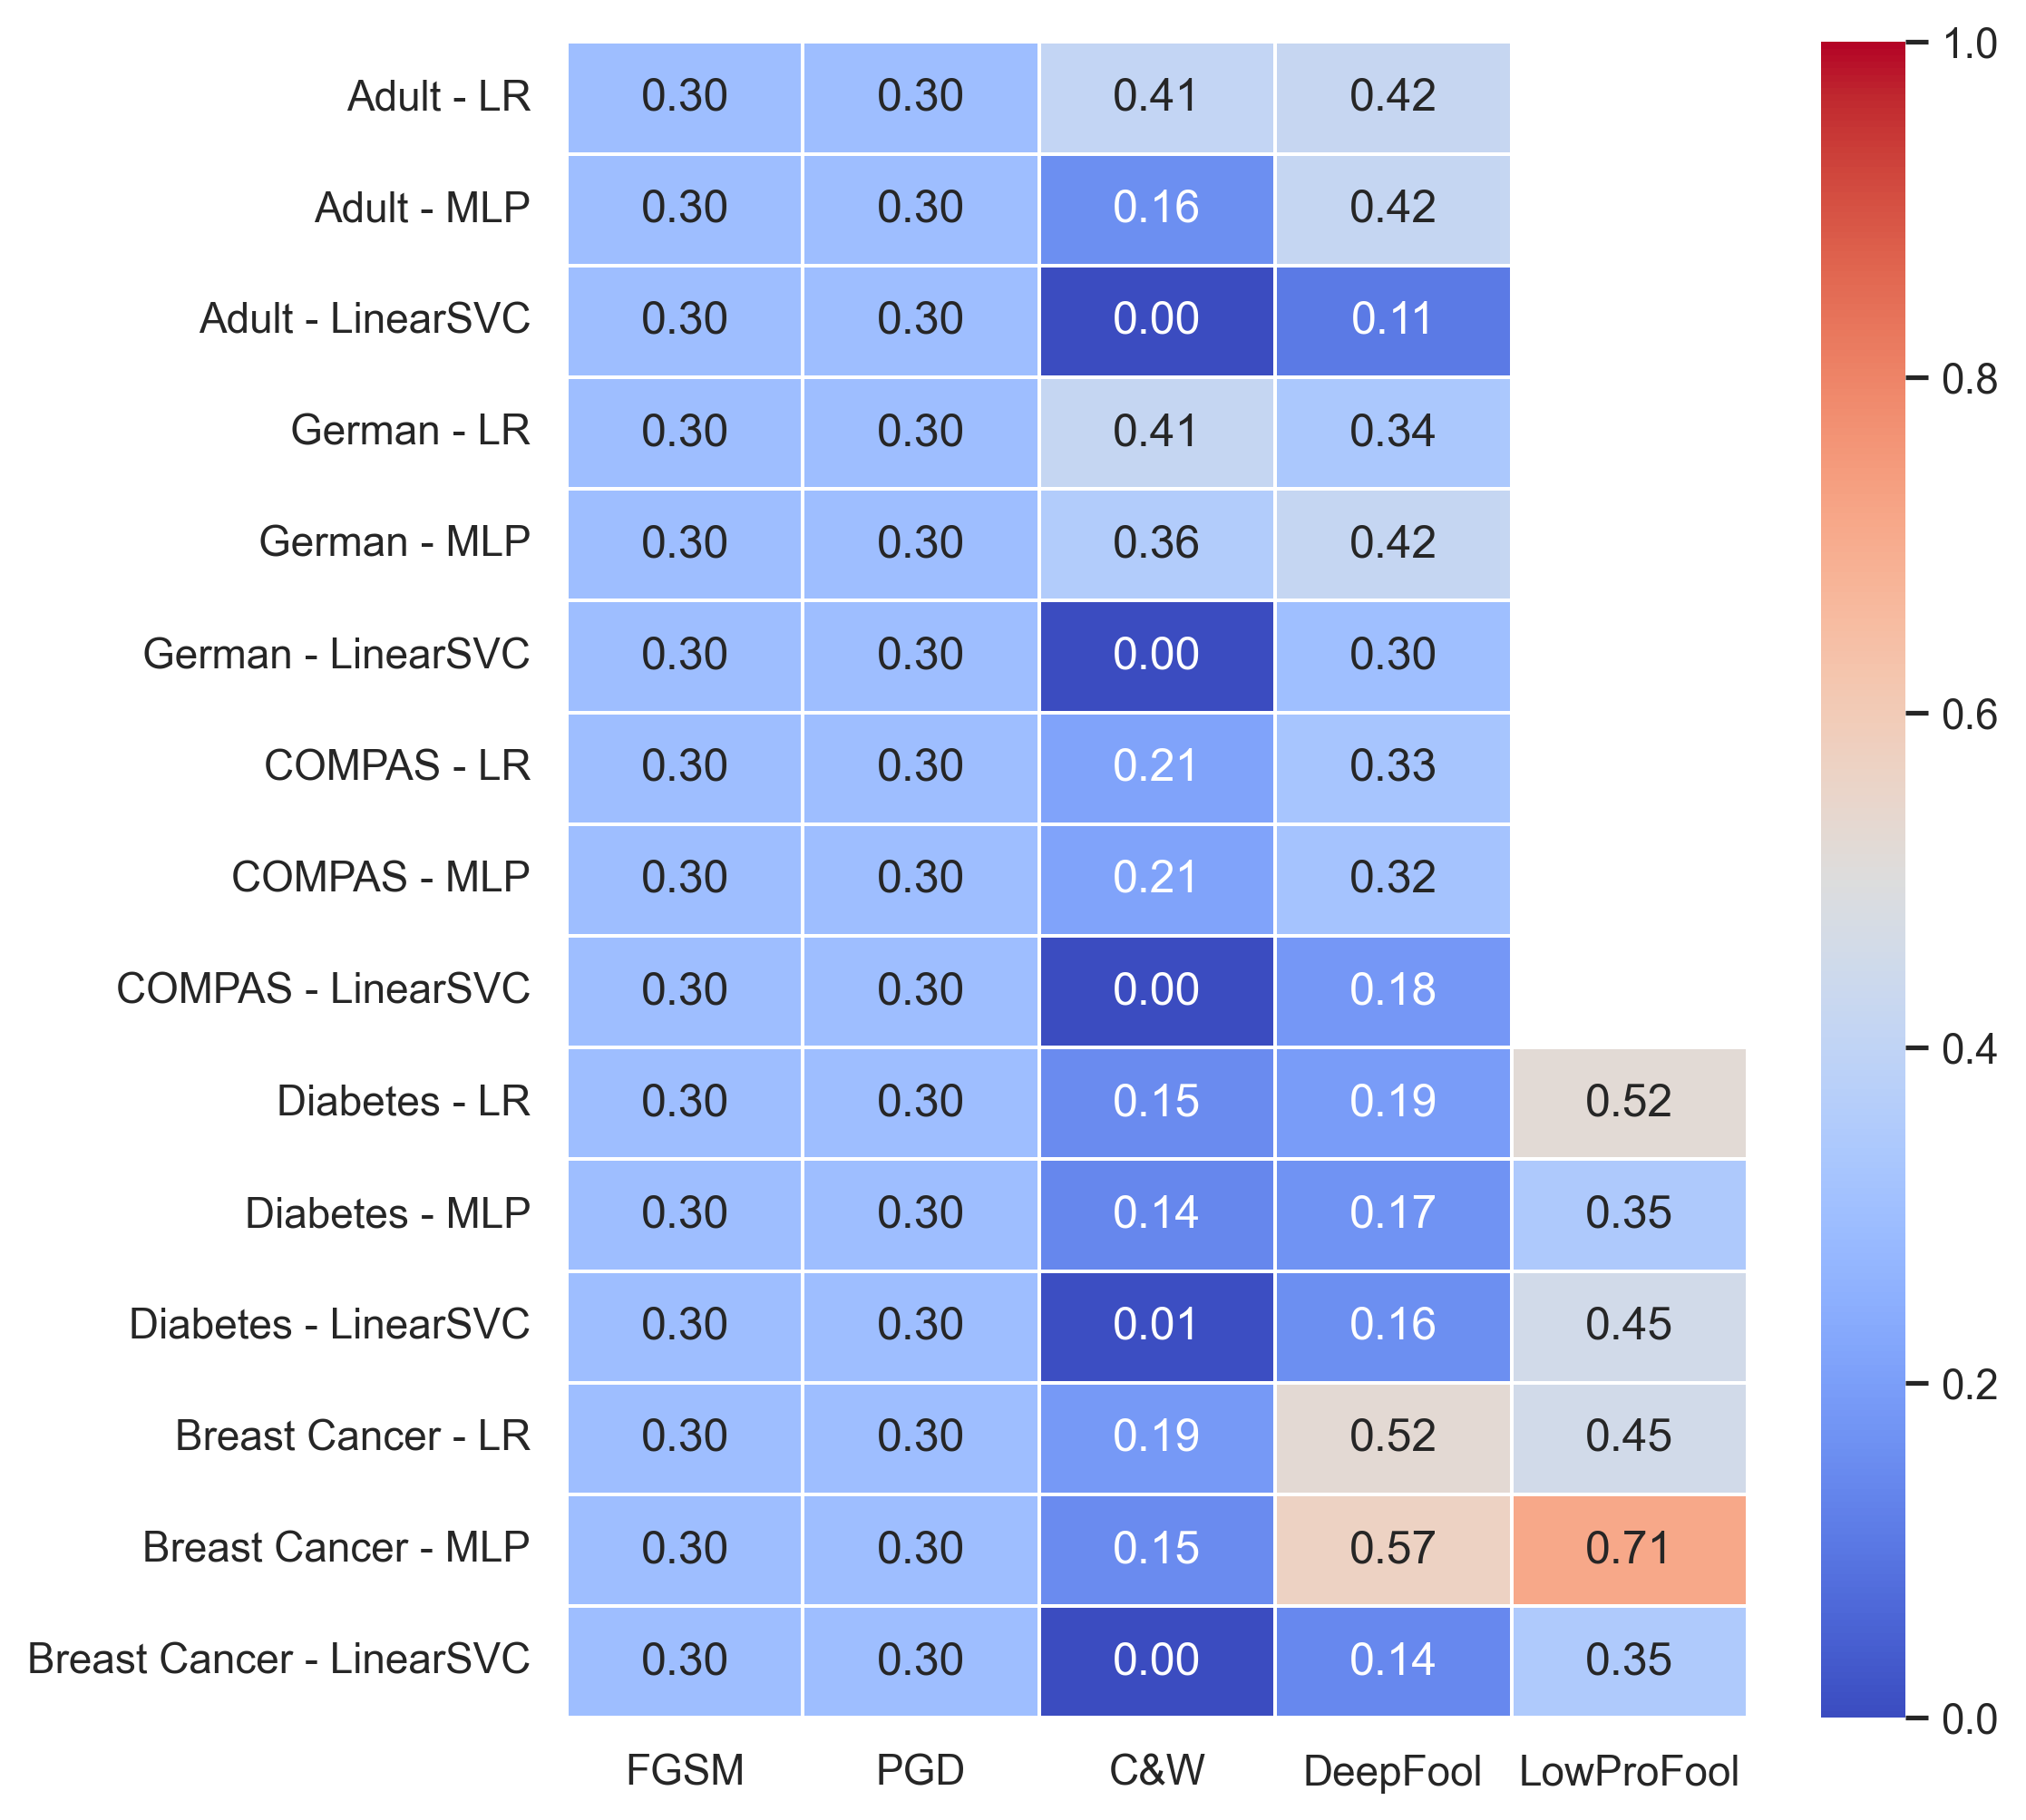 Adult - LR 0.30 0.30 0.41 0.42
Adult - MLP 0.30 0.30 0.16 0.42
Adult - LinearSVC 0.30 0.30 0.00 0.11
German - LR 0.30 0.30 0.41 0.34
German - MLP 0.30 0.30 0.36 0.42
German - LinearSVC 0.30 0.30 0.00 0.30
COMPAS - LR 0.30 0.30 0.21 0.33
COMPAS - MLP 0.30 0.30 0.21 0.32
COMPAS - LinearSVC 0.30 0.30 0.00 0.18
Diabetes - LR 0.30 0.30 0.15 0.19 0.52
Diabetes - MLP 0.30 0.30 0.14 0.17 0.35
Diabetes - LinearSVC 0.30 0.30 0.01 0.16 0.45
Breast Cancer - LR 0.30 0.30 0.19 0.52 0.45
Breast Cancer - MLP 0.30 0.30 0.15 0.57 0.71
Breast Cancer - LinearSVC 0.30 0.30 0.00 0.14 0.35
FGSM PGD C&W DeepFool LowProFool
1.0
0.8
0.6
0.4
0.2
0.0